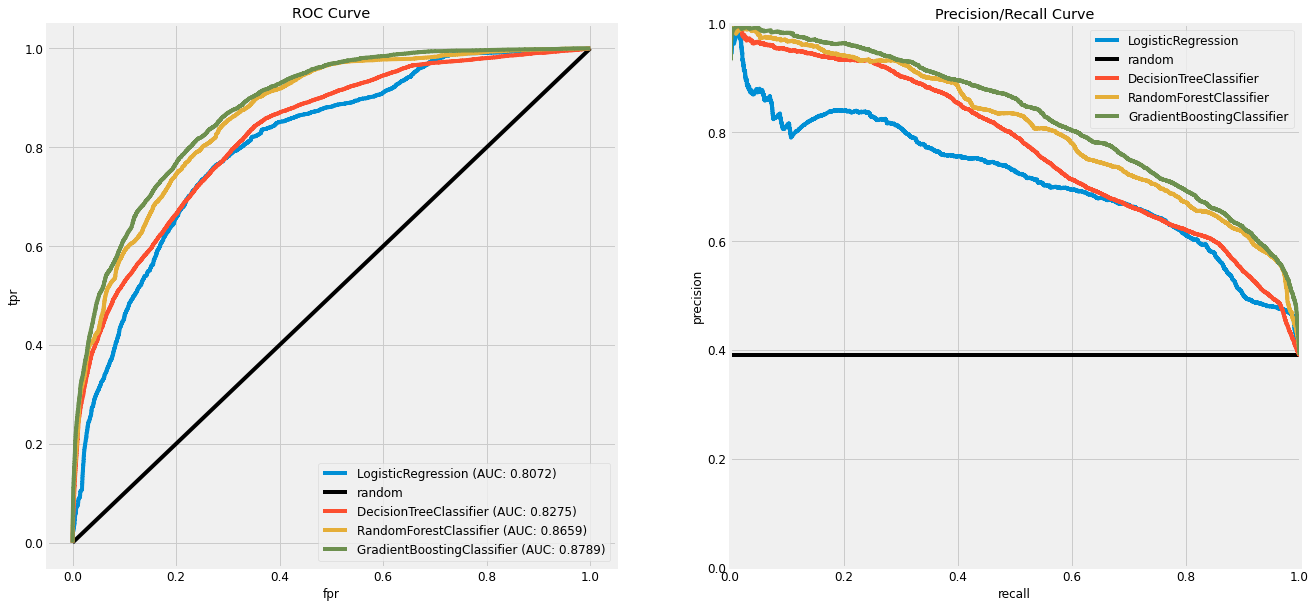 ROC Curve
1.0
0.8
0.6
0.4
0.2
0.0
tpr
0.0 0.2 0.4 0.6 0.8 1.0
fpr
LogisticRegression (AUC: 0.8072)
random
DecisionTreeClassifier (AUC: 0.8275)
RandomForestClassifier (AUC: 0.8659)
GradientBoostingClassifier (AUC: 0.8789)
Precision/Recall Curve
1.0
0.8
0.6
0.4
0.2
0.0
precision
0.0 0.2 0.4 0.6 0.8 1.0
recall
LogisticRegression
random
DecisionTreeClassifier
RandomForestClassifier
GradientBoostingClassifier